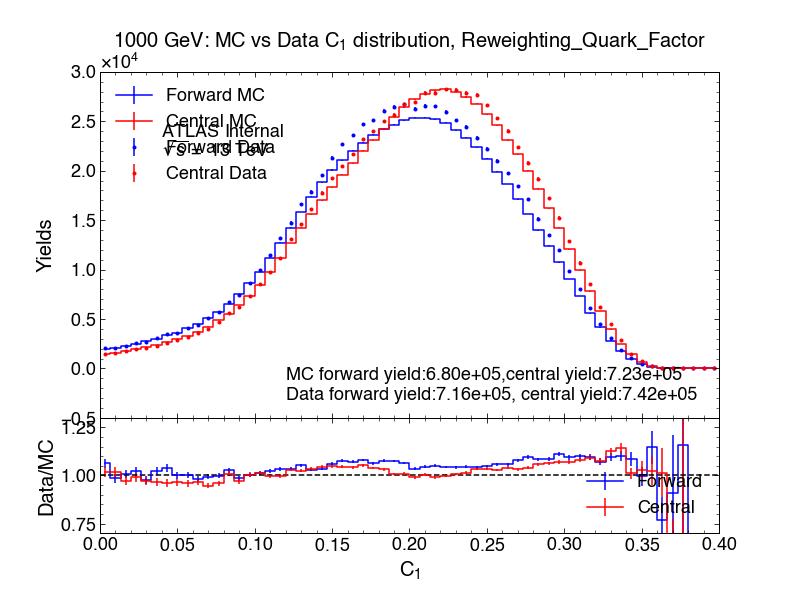 1000 GeV: MC vs Data C₁ distribution, Reweighting_Quark_Factor
×10⁴
3.0
2.5
2.0
1.5
1.0
0.5
0.0
0.5
Yields
Forward MC
Central MC
ATLAS Internal
Forward Data
√s = 13 TeV
Central Data
MC forward yield:6.80e+05,central yield:7.23e+05
Data forward yield:7.16e+05, central yield:7.42e+05
1.25
1.00
0.75
Data/MC
Forward
Central
0.00 0.05 0.10 0.15 0.20 0.25 0.30 0.35 0.40
C₁